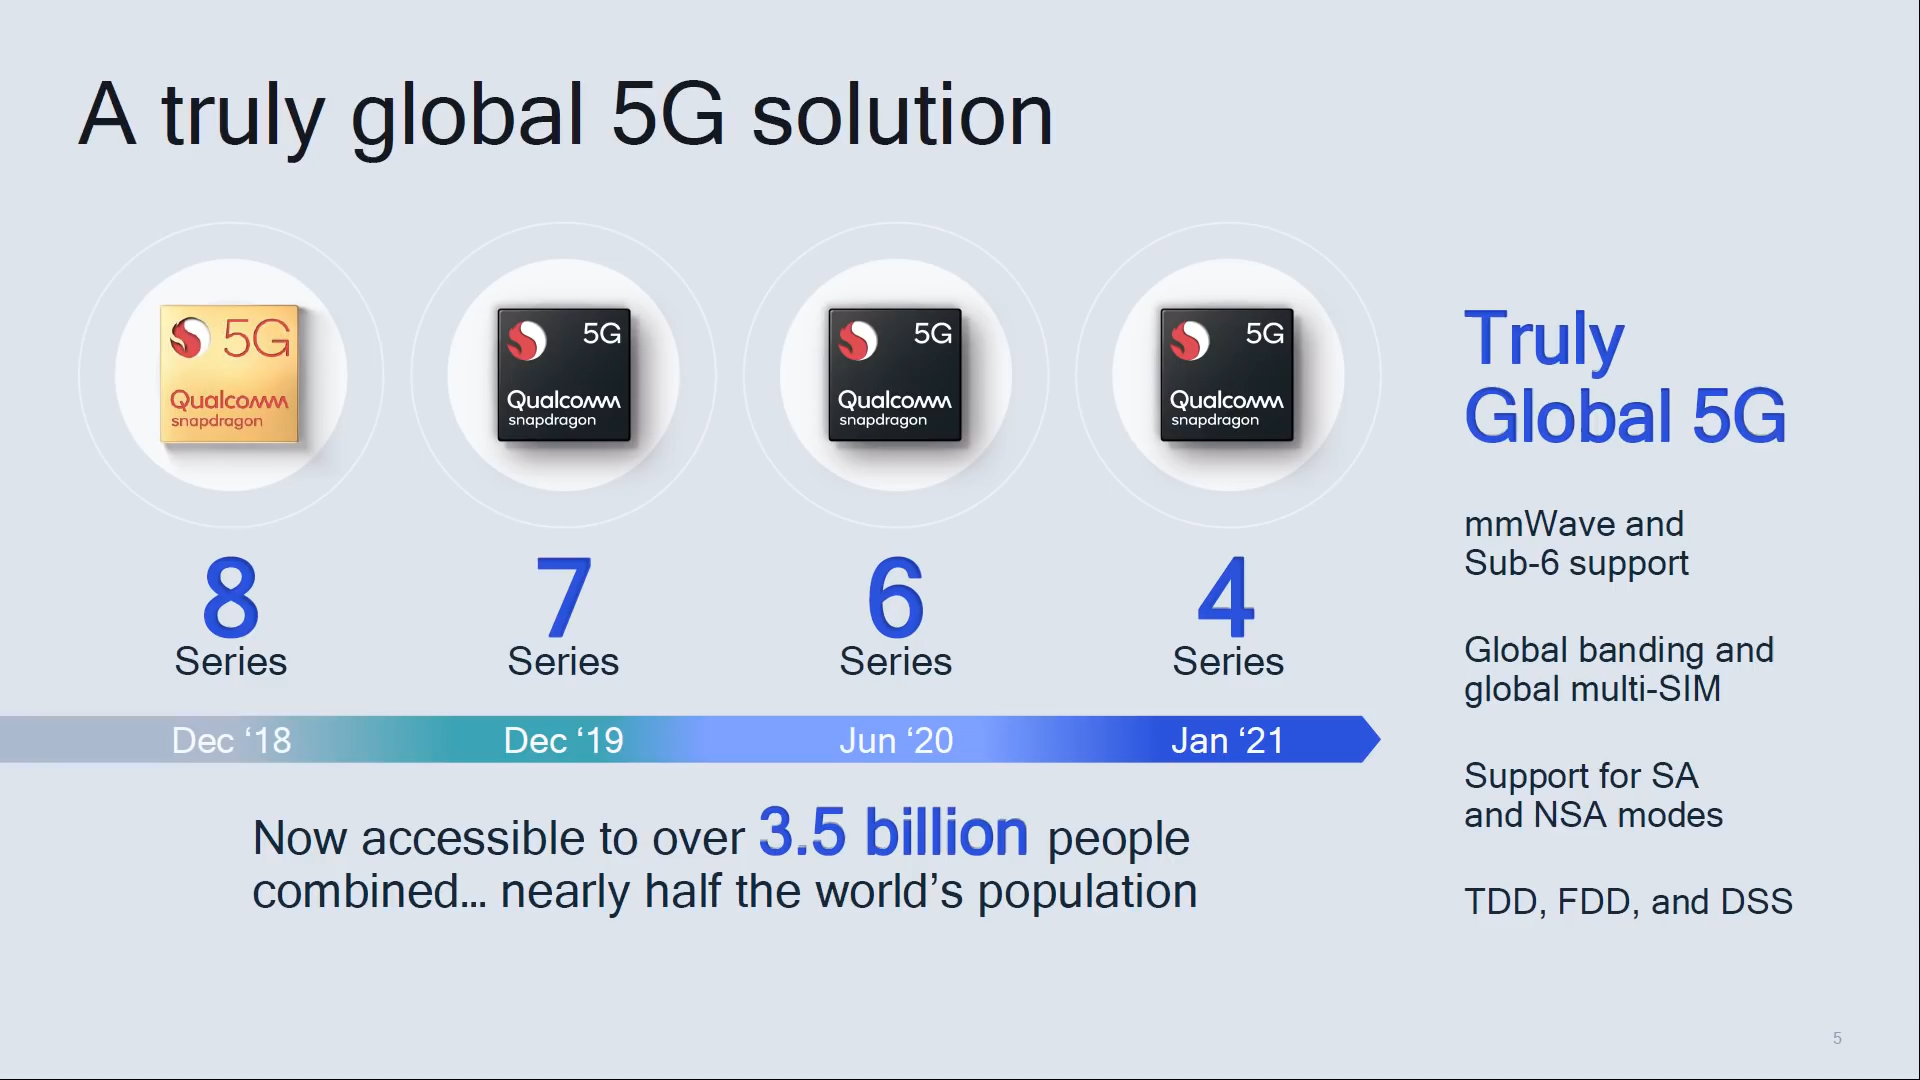 A truly global 5G solution
5G
Qualcomm
snapdragon
5G
Qualcomm
snapdragon
5G
Qualcomm
snapdragon
5G
Qualcomm
snapdragon
8
Series
7
Series
6
Series
4
Series
Dec ‘18
Dec ‘19
Jun ‘20
Jan ‘21
Now accessible to over 3.5 billion people
combined... nearly half the world’s population
Truly
Global 5G
mmWave and
Sub-6 support
Global banding and
global multi-SIM
Support for SA
and NSA modes
TDD, FDD, and DSS
5